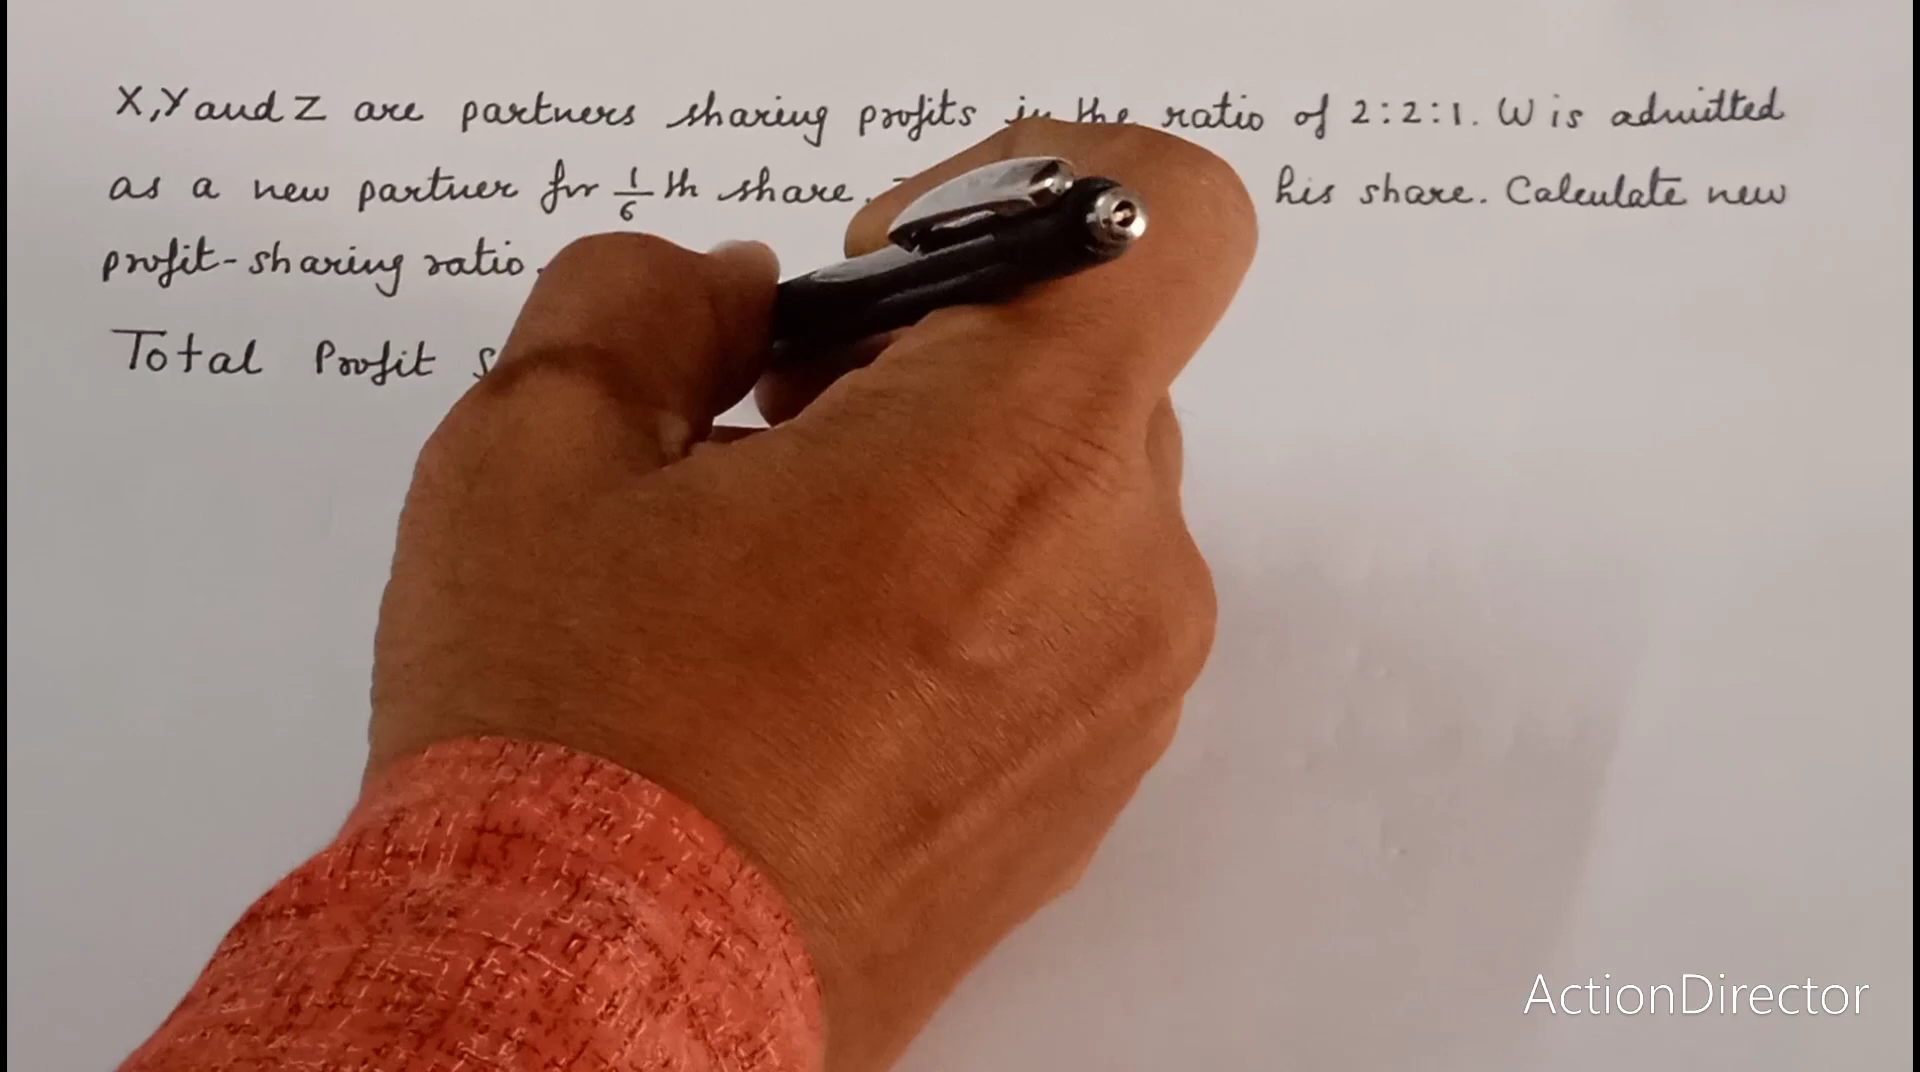 X, Y and Z are partners sharing profits in the ratio of 2:2:1. W is admitted
as a new partner for 1/6 th share. his share. Calculate new
profit-sharing ratio.
Total Profit
ActionDirector